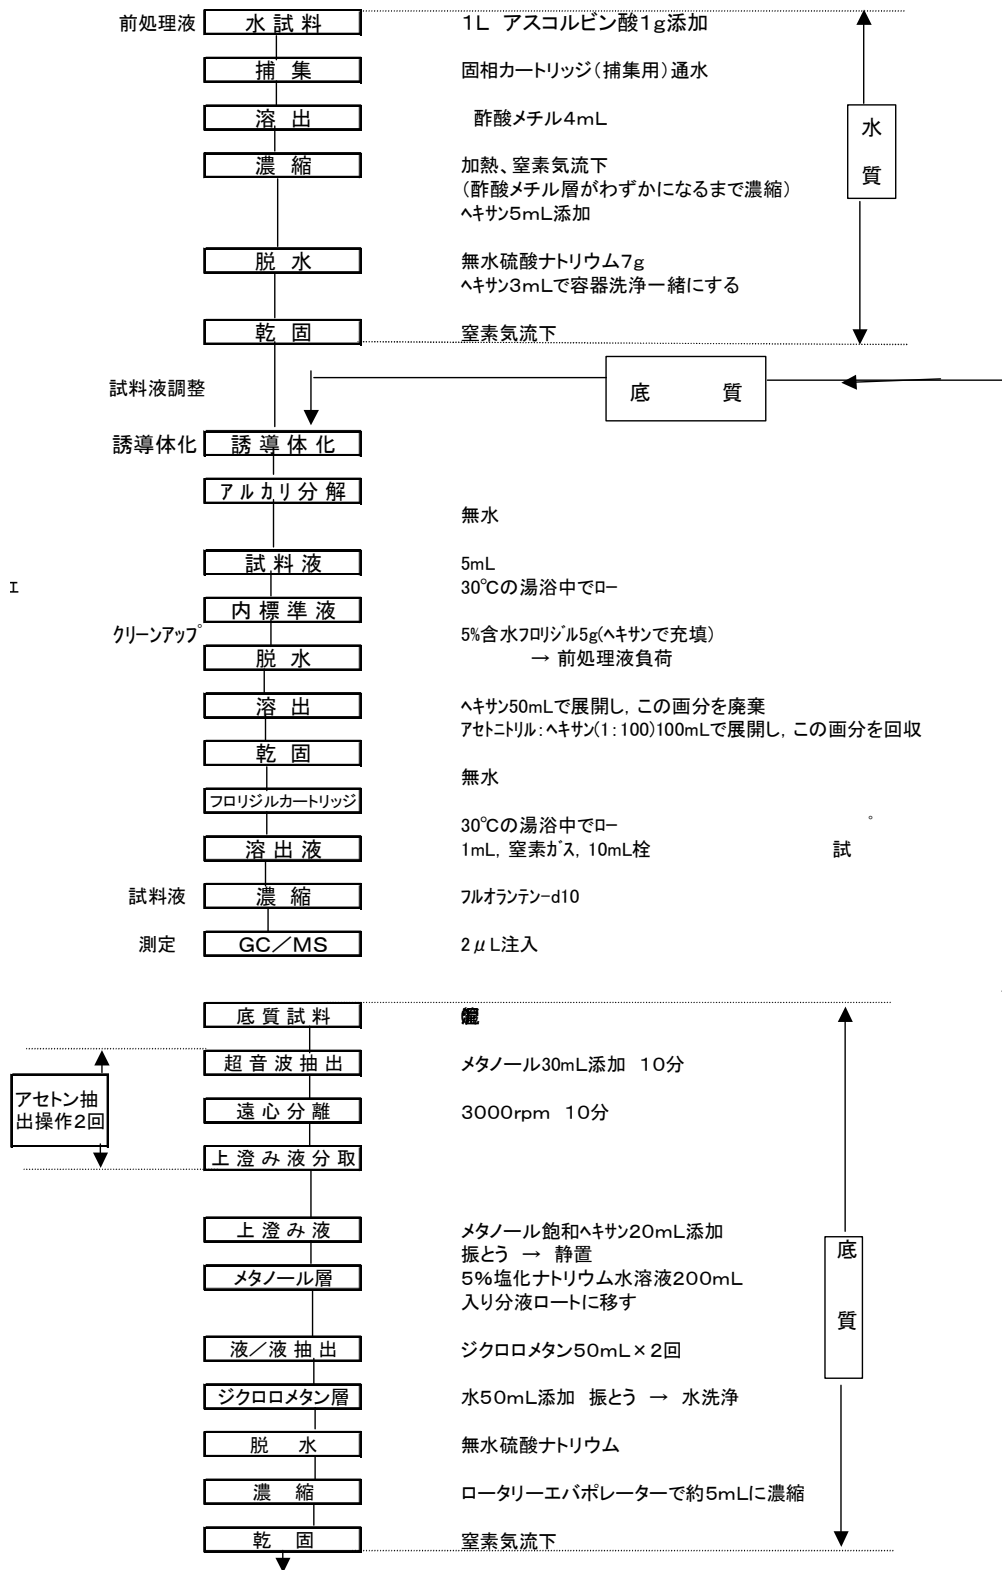 前処理液 水試料 1L アスコルビン酸1g添加
捕集 固相カートリッジ(捕集用)通水
溶出 酢酸メチル4mL
濃縮 加熱、窒素気流下
(酢酸メチル層がわずかになるまで濃縮)
ヘキサン5mL添加
水質
脱水 無水硫酸ナトリウム7g
ヘキサン3mLで容器洗浄一緒にする
乾固 窒素気流下
底質
試料液調整
誘導体化 誘導体化
アルカリ分解
無水
試料液 5mL
エ 30℃の湯浴中でロー
内標準液
クリーンアップ 5%含水フロリジル5g(ヘキサンで充填)
脱水 → 前処理液負荷
溶出 ヘキサン50mLで展開し, この画分を廃棄
アセトニトリル:ヘキサン(1:100)100mLで展開し, この画分を回収
乾固
無水
フロリジルカートリッジ
30℃の湯浴中でロー ゜
溶出液 1mL, 窒素ガス, 10mL栓 試
試料液 濃縮 フルオランテン-d10
測定 GC/MS 2μL注入
底質試料
超音波抽出 メタノール30mL添加 10分
アセトン抽
出操作2回
遠心分離 3000rpm 10分
上澄み液分取
上澄み液 メタノール飽和ヘキサン20mL添加
振とう → 静置
メタノール層 5%塩化ナトリウム水溶液200mL
入り分液ロートに移す
底質
液/液抽出 ジクロロメタン50mL×2回
ジクロロメタン層 水50mL添加 振とう → 水洗浄
脱水 無水硫酸ナトリウム
濃縮 ロータリーエバポレーターで約5mLに濃縮
乾固 窒素気流下